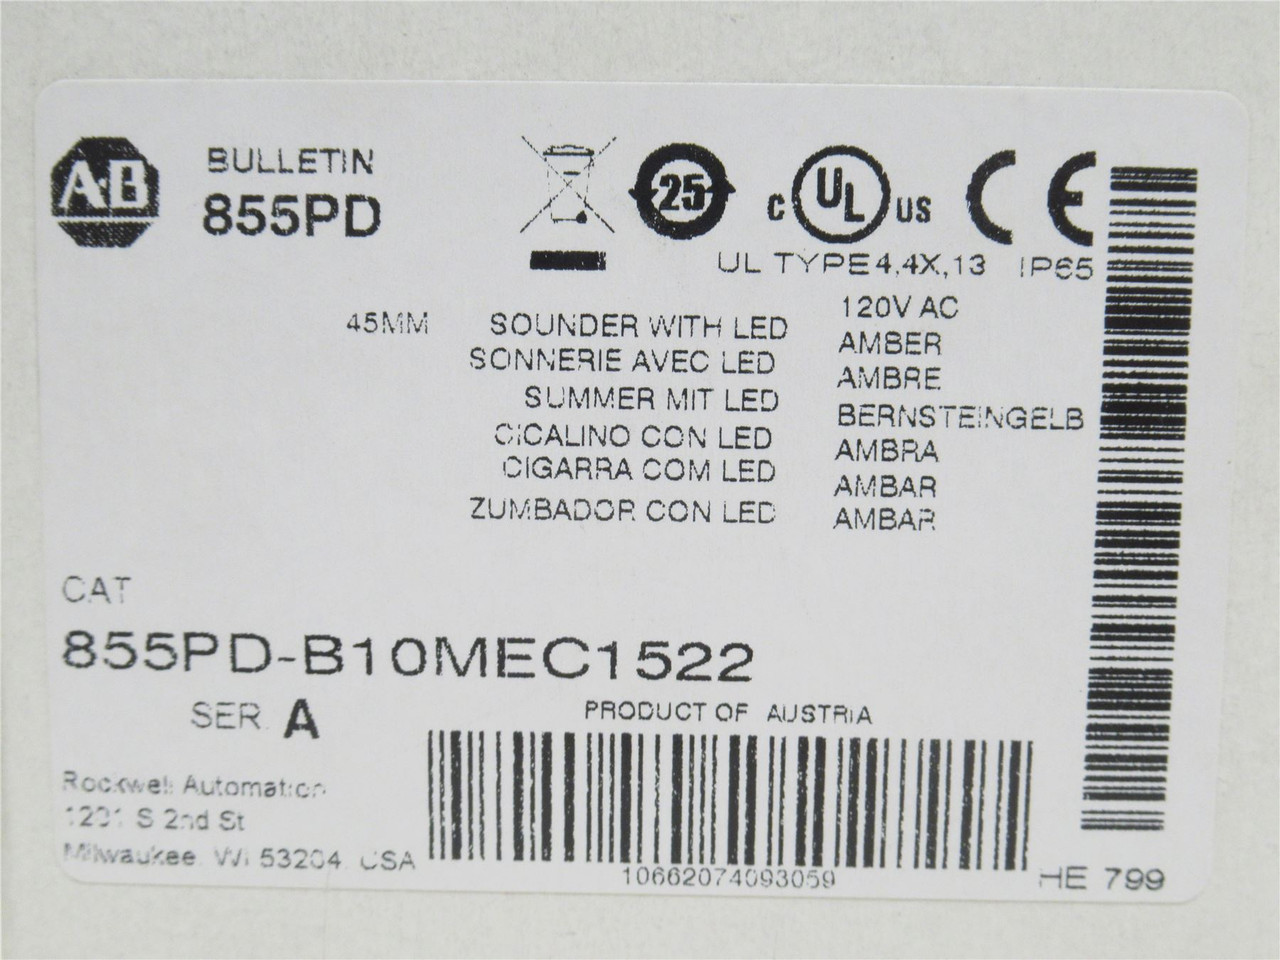 A-B
BULLETIN
855PD
25
C UL US
CE
UL TYPE 4,4X,13 IP65
45MM SOUNDER WITH LED 120V AC
SONNERIE AVEC LED AMBER
SUMMER MIT LED AMBRE
CICALINO CON LED BERNSTEINGELB
CIGARRA COM LED AMBRA
ZUMBADOR CON LED AMBAR
AMBAR
CAT
855PD-B10MEC1522
SER. A
PRODUCT OF AUSTRIA
Rockwell Automation
1201 S 2nd St
Milwaukee, WI 53204, USA
10662074093059
HE 799